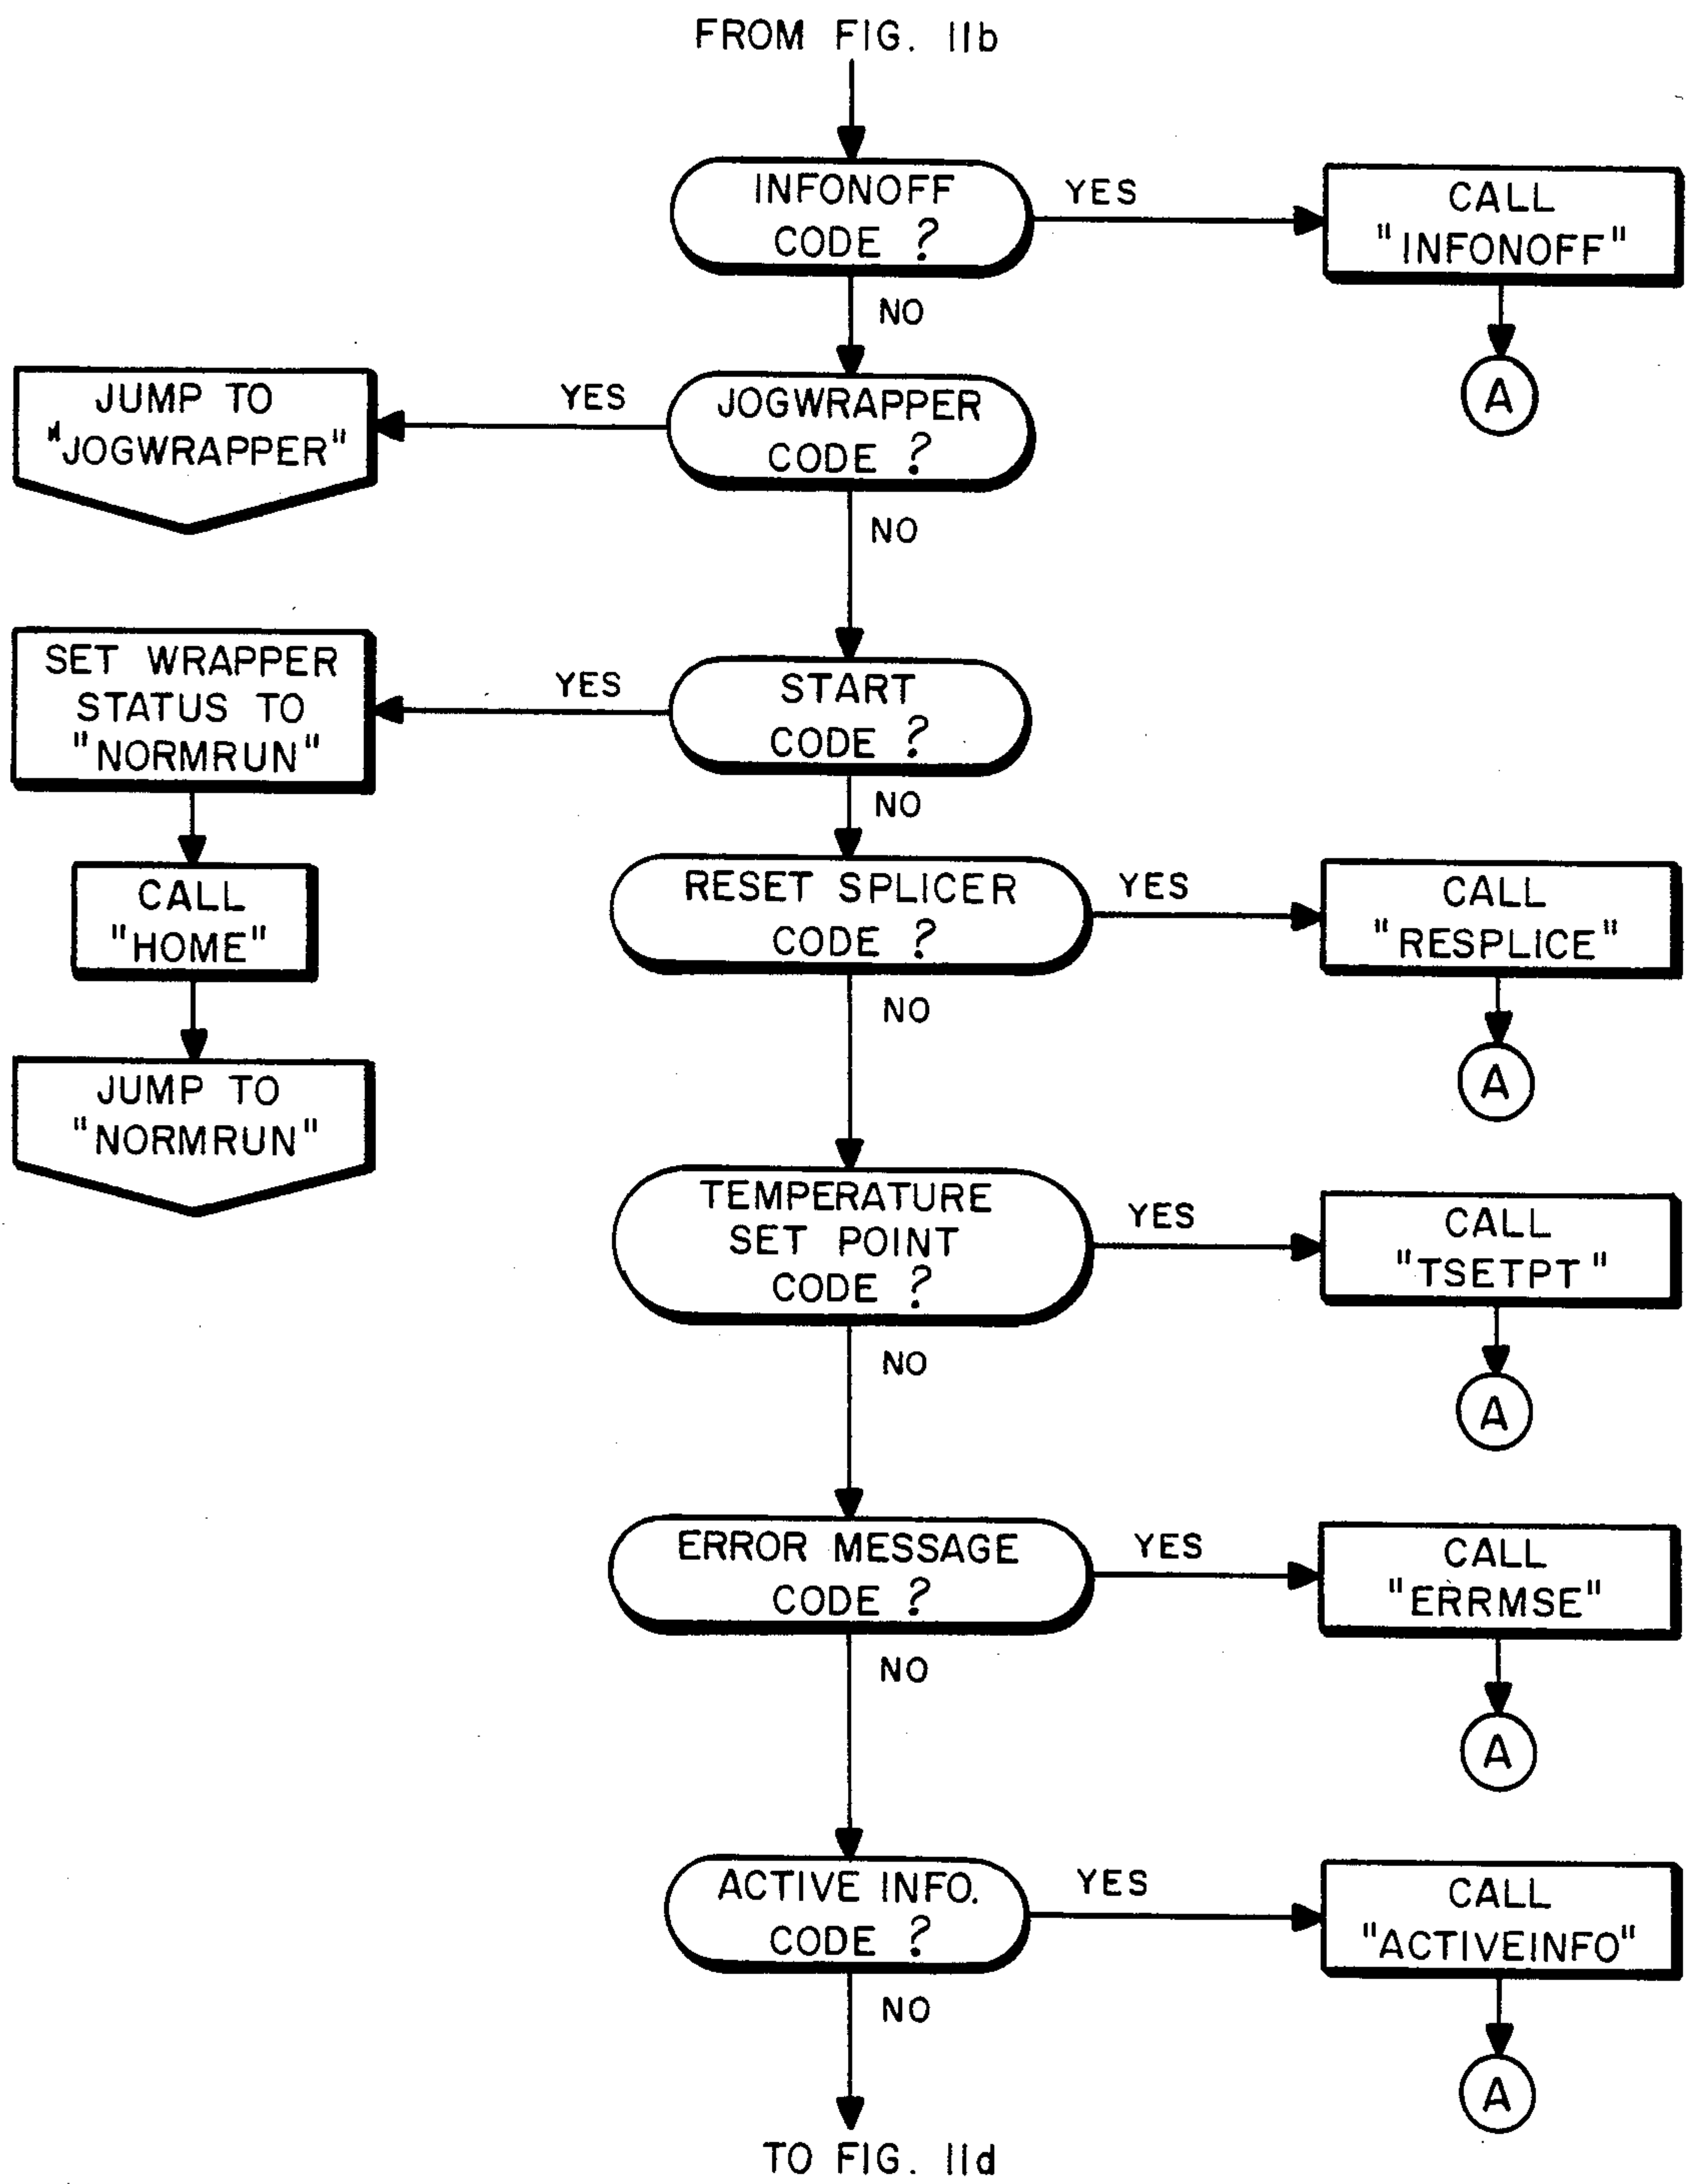 FROM FIG. 11b
INFONOFF
CODE ?
YES
CALL
"INFONOFF"
NO
A
JOGWRAPPER
CODE ?
YES
JUMP TO
"JOGWRAPPER"
NO
START
CODE ?
YES
SET WRAPPER
STATUS TO
"NORMRUN"
NO
CALL
"HOME"
JUMP TO
"NORMRUN"
RESET SPLICER
CODE ?
YES
CALL
"RESPLICE"
NO
A
TEMPERATURE
SET POINT
CODE ?
YES
CALL
"TSETPT"
NO
A
ERROR MESSAGE
CODE ?
YES
CALL
"ERRMSE"
NO
A
ACTIVE INFO.
CODE ?
YES
CALL
"ACTIVEINFO"
NO
A
TO FIG. 11d